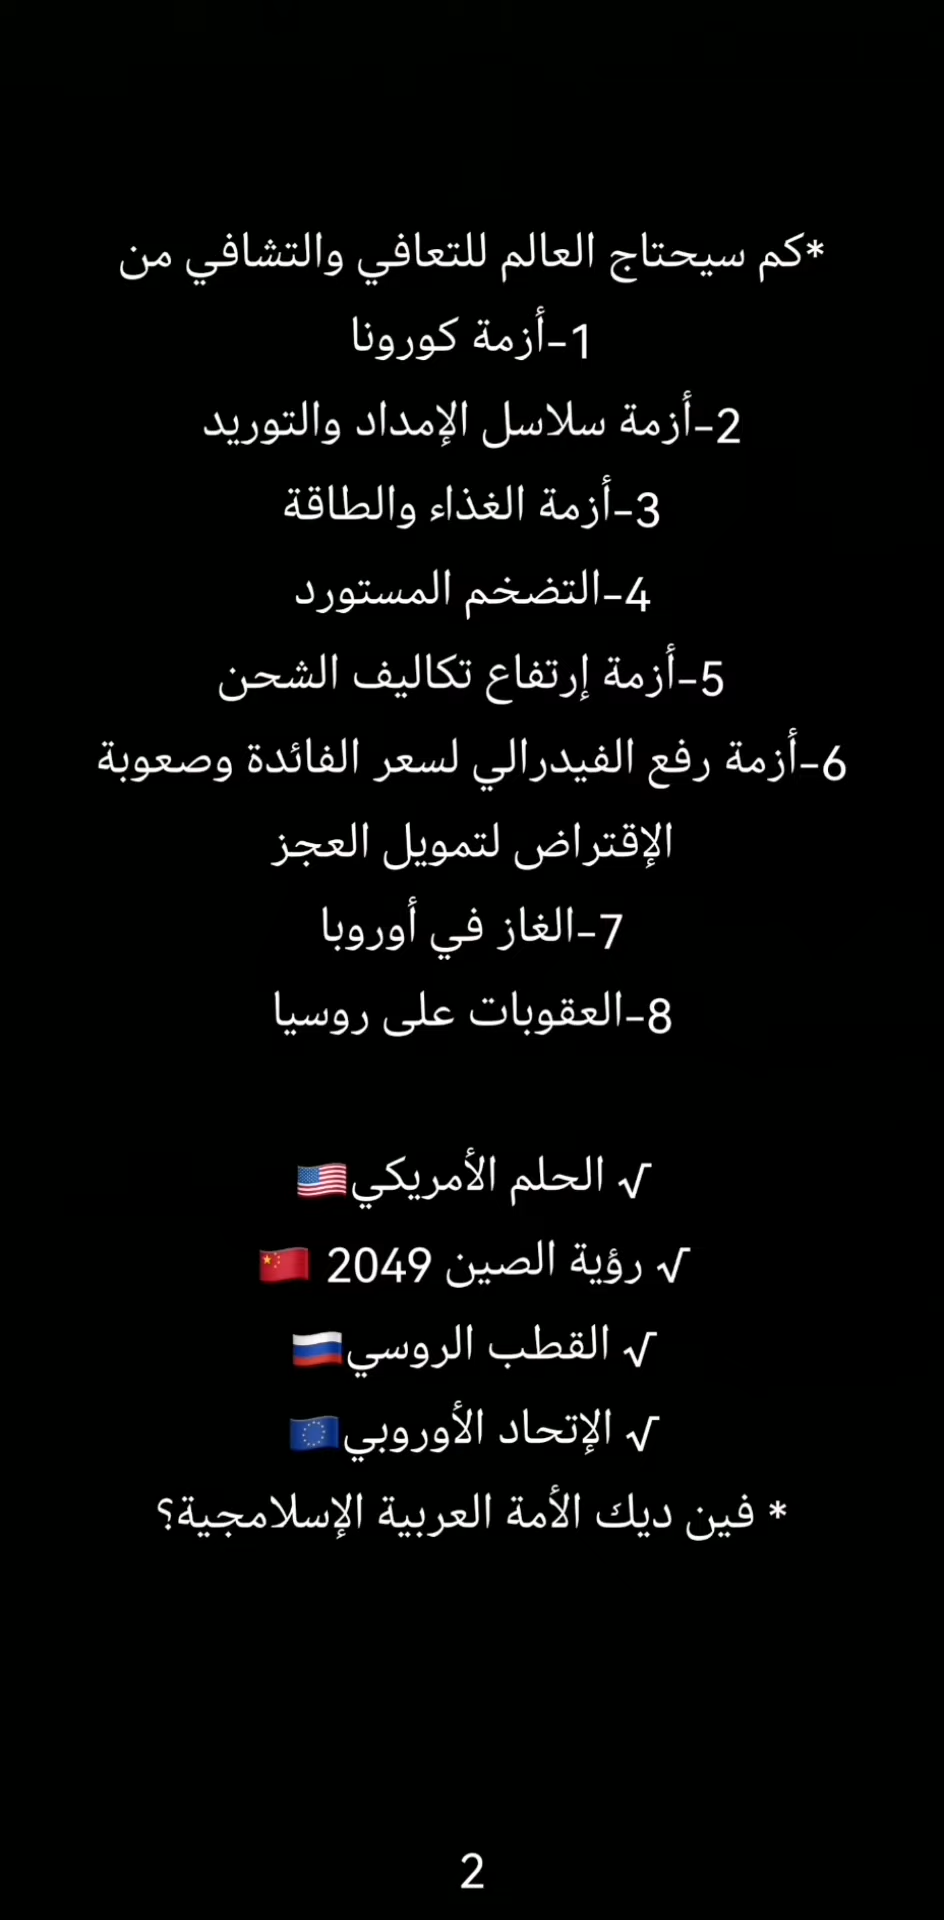 *كم سيحتاج العالم للتعافي والتشافي من
1-أزمة كورونا
2-أزمة سلاسل الإمداد والتوريد
3-أزمة الغذاء والطاقة
4-التضخم المستورد
5-أزمة إرتفاع تكاليف الشحن
6-أزمة رفع الفيدرالي لسعر الفائدة وصعوبة
الإقتراض لتمويل العجز
7-الغاز في أوروبا
8-العقوبات على روسيا
√ الحلم الأمريكي🇺🇸
√ رؤية الصين 2049 🇨🇳
√ القطب الروسي🇷🇺
√ الإتحاد الأوروبي🇪🇺
* فين ديك الأمة العربية الإسلامجية؟
2